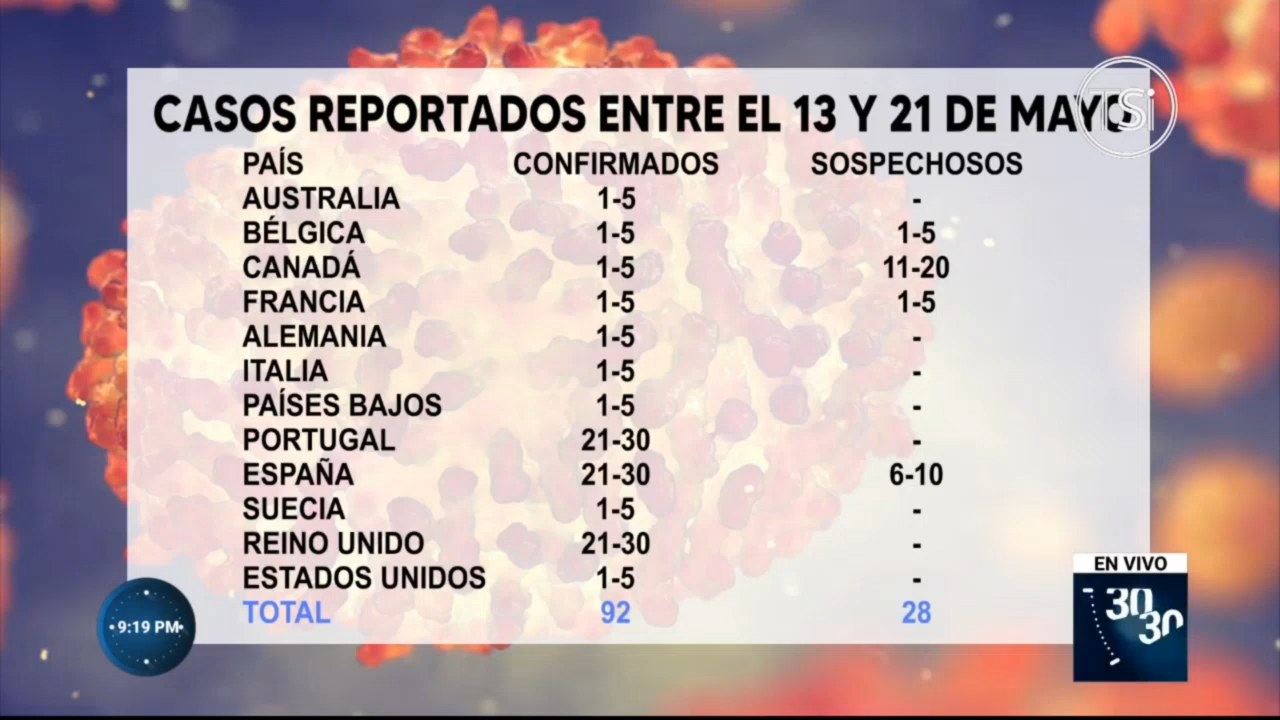 CASOS REPORTADOS ENTRE EL 13 Y 21 DE MAYO
TSi
PAÍS CONFIRMADOS SOSPECHOSOS
AUSTRALIA 1-5 -
BÉLGICA 1-5 1-5
CANADÁ 1-5 11-20
FRANCIA 1-5 1-5
ALEMANIA 1-5 -
ITALIA 1-5 -
PAÍSES BAJOS 1-5 -
PORTUGAL 21-30 -
ESPAÑA 21-30 6-10
SUECIA 1-5 -
REINO UNIDO 21-30 -
ESTADOS UNIDOS 1-5 -
TOTAL 92 28
9:19 PM
EN VIVO
30
30